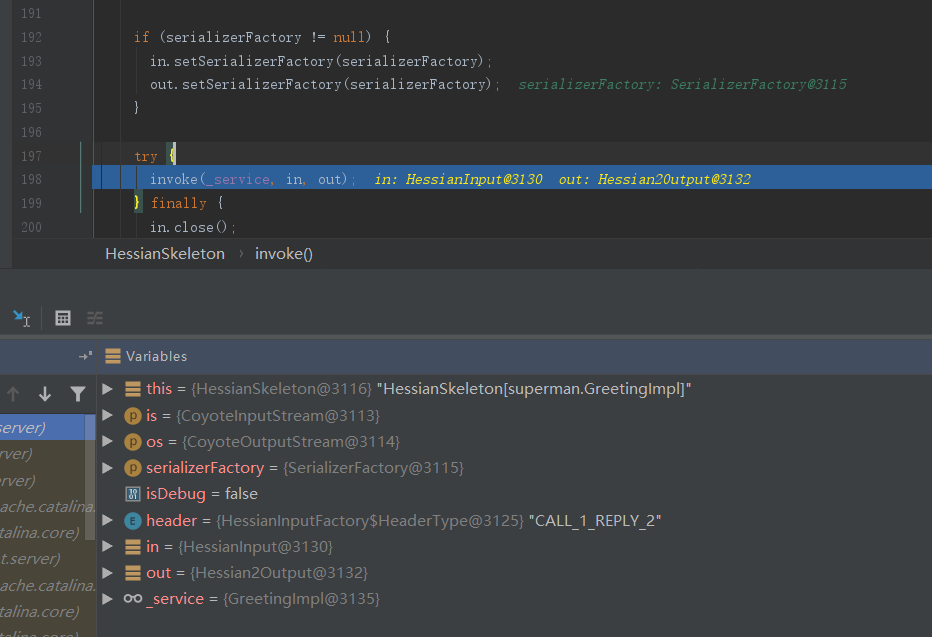 191
192 if (serializerFactory != null) {
193 in.setSerializerFactory(serializerFactory);
194 out.setSerializerFactory(serializerFactory); serializerFactory: SerializerFactory@3115
195 }
196
197 try {
198 invoke(_service, in, out); in: HessianInput@3130 out: Hessian2Output@3132
199 } finally {
200 in.close();
HessianSkeleton › invoke()
Variables
this = {HessianSkeleton@3116} "HessianSkeleton[superman.GreetingImpl]"
is = {CoyoteInputStream@3113}
server)
os = {CoyoteOutputStream@3114}
rver)
serializerFactory = {SerializerFactory@3115}
erver)
isDebug = false
ache.catalina.
header = {HessianInputFactory$HeaderType@3125} "CALL_1_REPLY_2"
talina.core)
in = {HessianInput@3130}
t.server)
out = {Hessian2Output@3132}
ache.catalina.
_service = {GreetingImpl@3135}
talina.core)
talina.core)